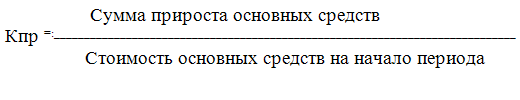 Сумма прироста основных средств
Кпр =
Стоимость основных средств на начало периода